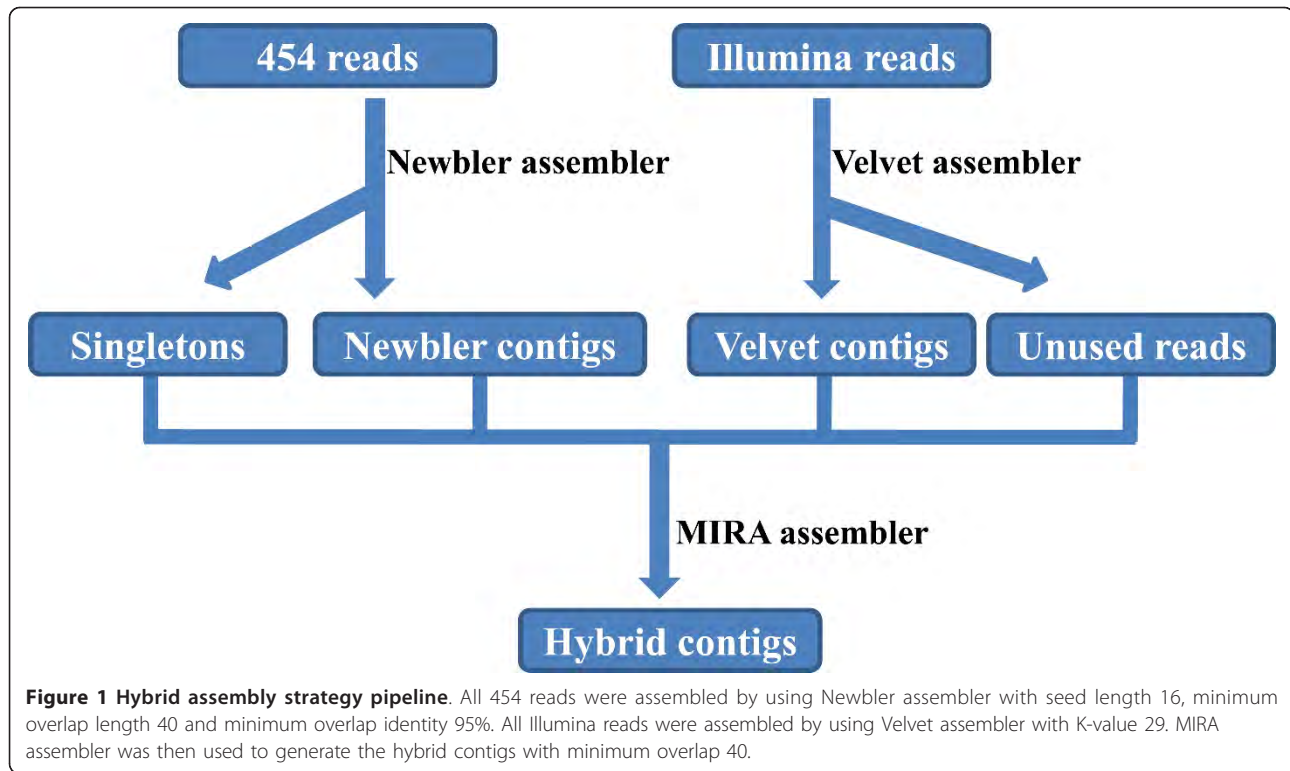 454 reads
Illumina reads
Newbler assembler
Velvet assembler
Singletons
Newbler contigs
Velvet contigs
Unused reads
MIRA assembler
Hybrid contigs
Figure 1 Hybrid assembly strategy pipeline. All 454 reads were assembled by using Newbler assembler with seed length 16, minimum
overlap length 40 and minimum overlap identity 95%. All Illumina reads were assembled by using Velvet assembler with K-value 29. MIRA
assembler was then used to generate the hybrid contigs with minimum overlap 40.